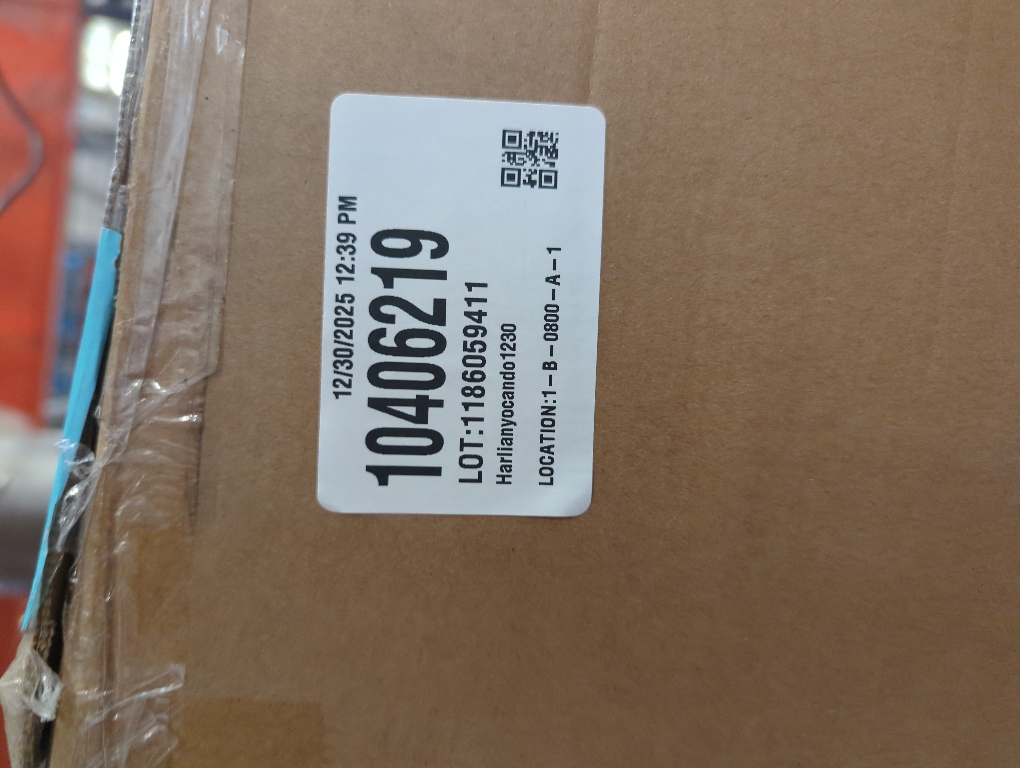 12/30/2025 12:39 PM
10406219
LOT:1186059411
Harlianyocando1230
LOCATION:1-B-0800-A-1